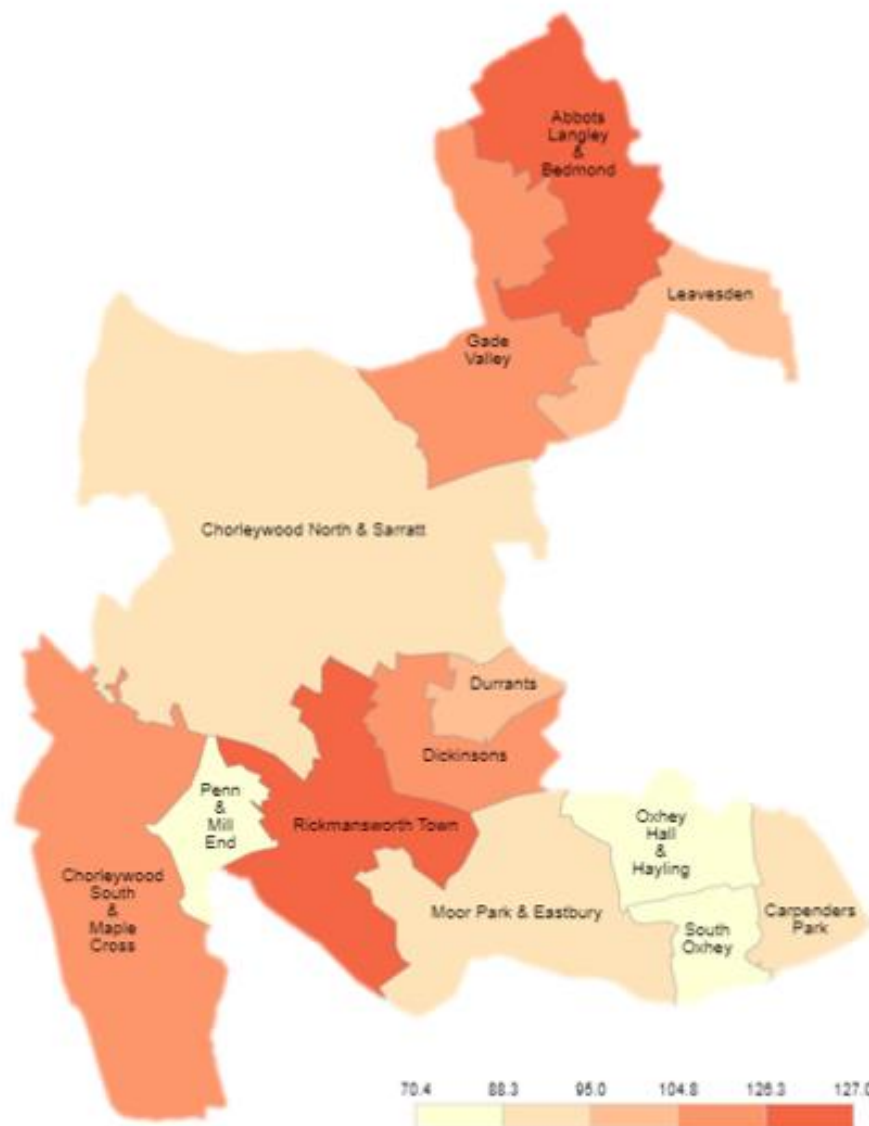 Abbots
Langley
&
Bedmond
Leavesden
Gade
Valley
Chorleywood North & Sarratt
Durrants
Dickinsons
Penn
&
Mill
End
Rickmansworth Town
Oxhey
Hall
&
Hayling
Chorleywood
South
&
Maple
Cross
Moor Park & Eastbury
South
Oxhey
Carpenders
Park
70.4 88.3 95.0 104.8 126.3 127.0